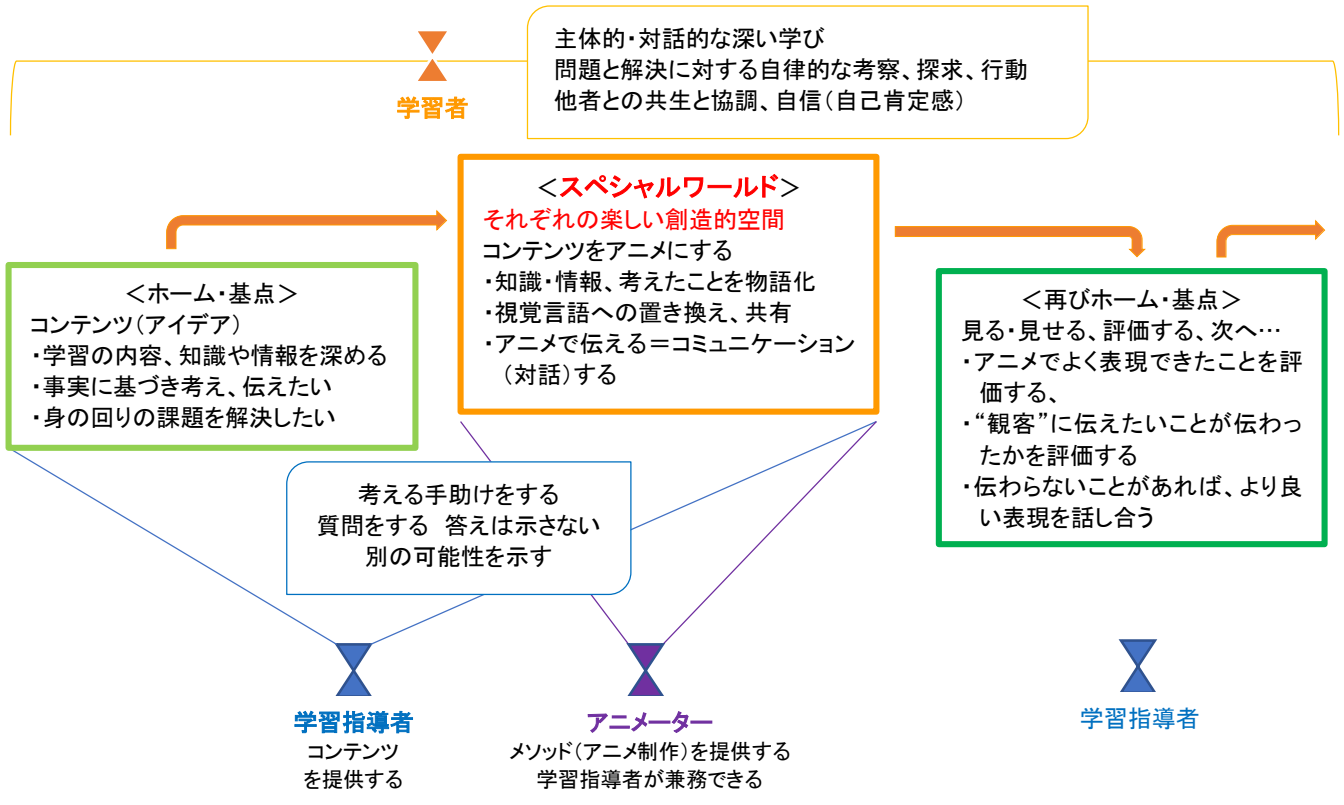 主体的・対話的な深い学び
問題と解決に対する自律的な考察、探求、行動
他者との共生と協調、自信（自己肯定感）
学習者
＜スペシャルワールド＞
それぞれの楽しい創造的空間
コンテンツをアニメにする
・知識・情報、考えたことを物語化
・視覚言語への置き換え、共有
・アニメで伝える＝コミュニケーション
（対話）する
＜ホーム・基点＞
コンテンツ（アイデア）
・学習の内容、知識や情報を深める
・事実に基づき考え、伝えたい
・身の回りの課題を解決したい
＜再びホーム・基点＞
見る・見せる、評価する、次へ…
・アニメでよく表現できたことを評
価する、
・“観客”に伝えたいことが伝わっ
たかを評価する
・伝わらないことがあれば、より良
い表現を話し合う
考える手助けをする
質問をする 答えは示さない
別の可能性を示す
学習指導者
コンテンツ
を提供する
アニメーター
メソッド（アニメ制作）を提供する
学習指導者が兼務できる
学習指導者